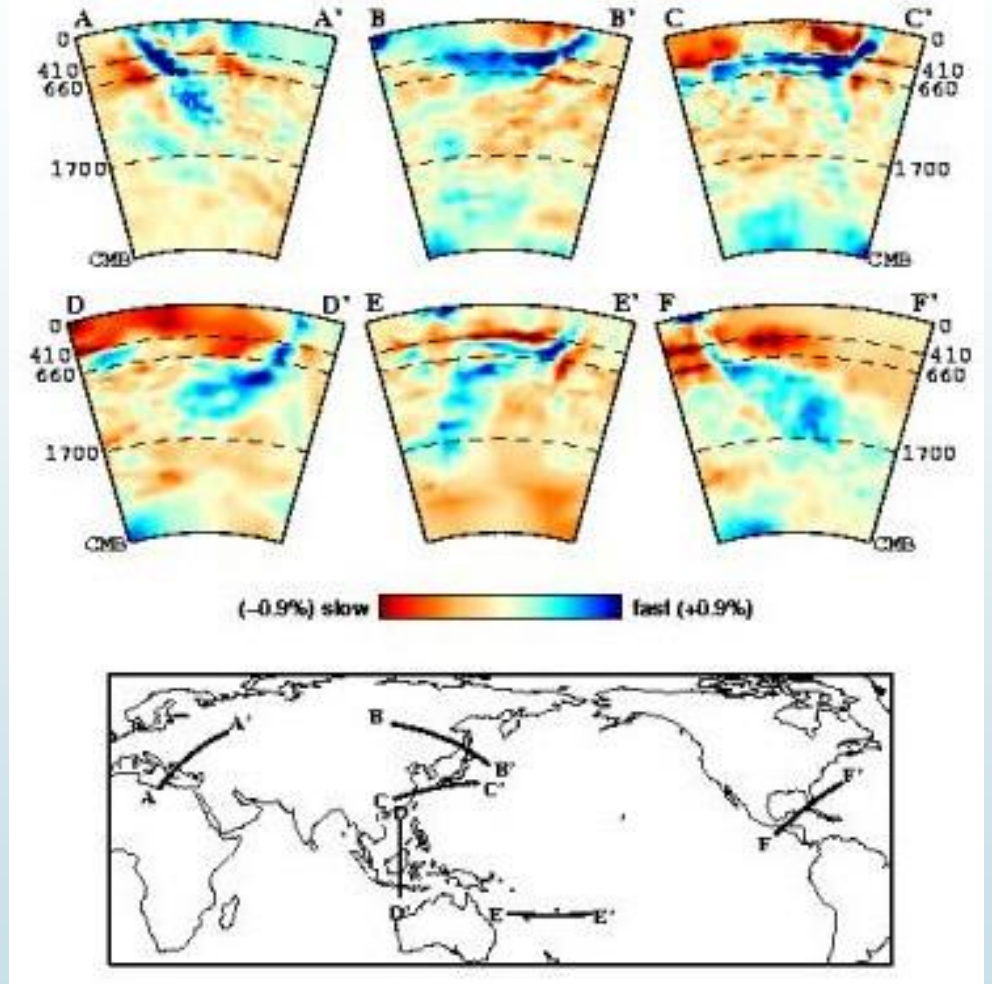 A A' B B' C C'
0 0
410 410
660 660
1700 1700
CMB CMB
D D' E E' F F'
0 0
410 410
660 660
1700 1700
CMB CMB
(−0.9%) slow fast (+0.9%)
A' B
B'
A C C' F'
D
F
D' E E'